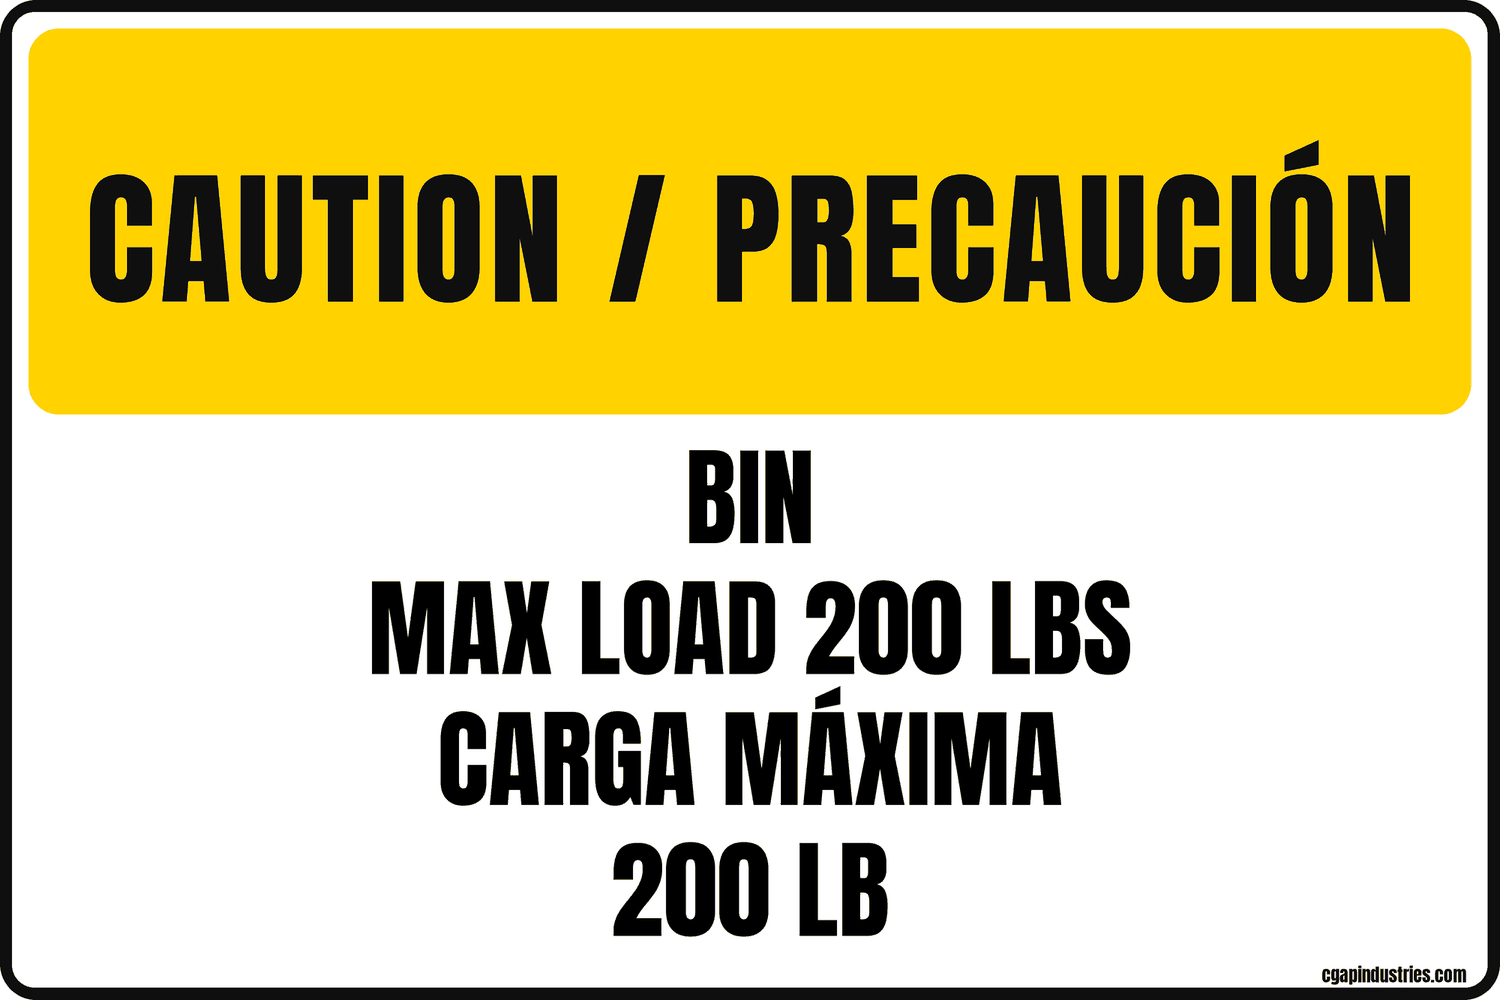 CAUTION / PRECAUCIÓN
BIN
MAX LOAD 200 LBS
CARGA MÁXIMA
200 LB
cgapindustries.com